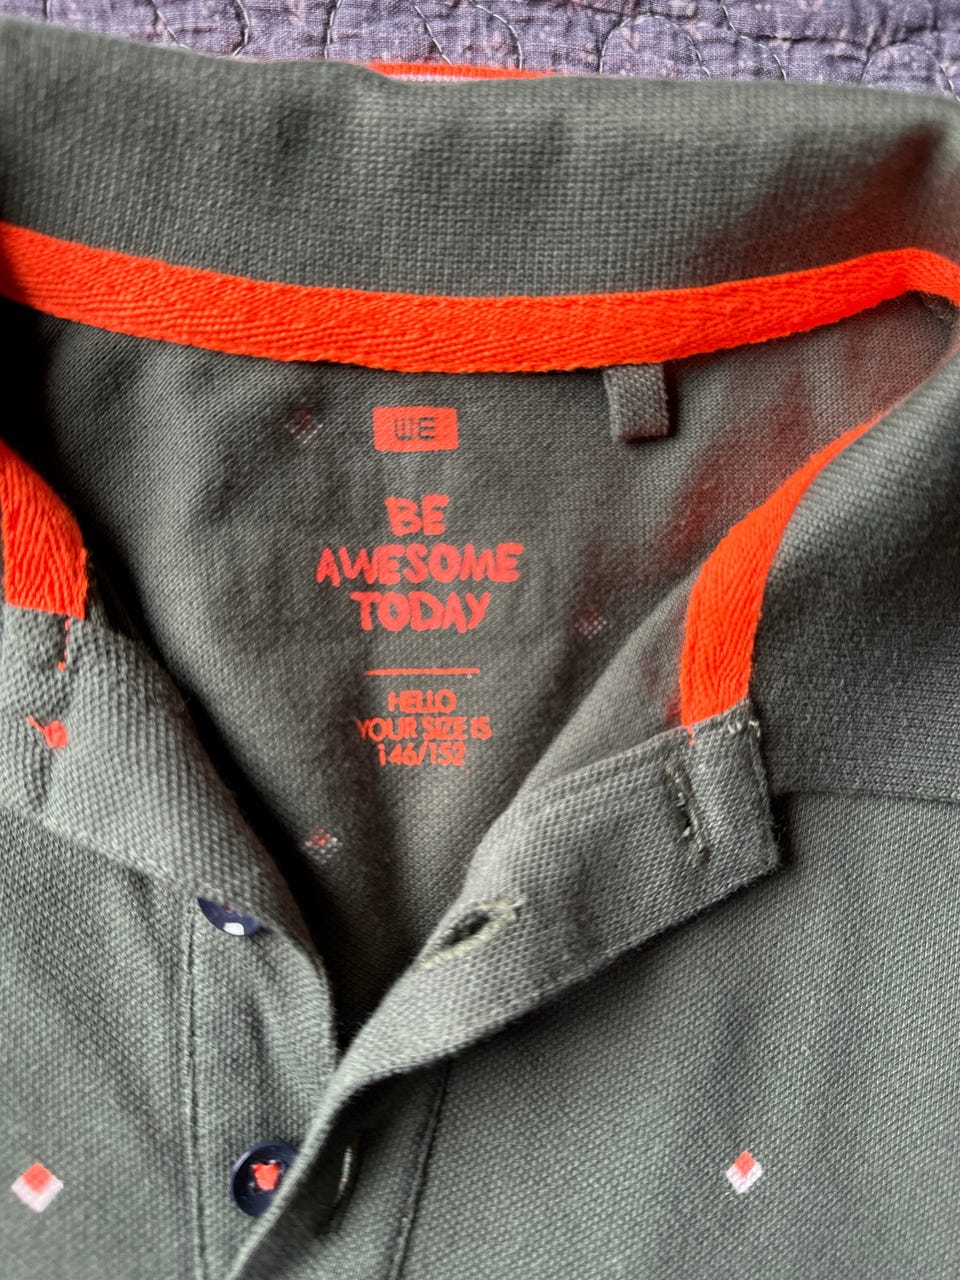 WE
BE
AWESOME
TODAY
HELLO
YOUR SIZE IS
146/152